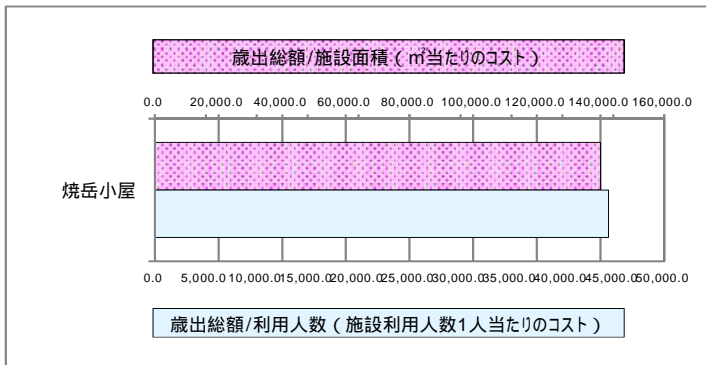 歳出総額/施設面積（㎡当たりのコスト）
0.0 20,000.0 40,000.0 60,000.0 80,000.0 100,000.0 120,000.0 140,000.0 160,000.0
焼岳小屋
0.0 5,000.0 10,000.0 15,000.0 20,000.0 25,000.0 30,000.0 35,000.0 40,000.0 45,000.0 50,000.0
歳出総額/利用人数（施設利用人数1人当たりのコスト）